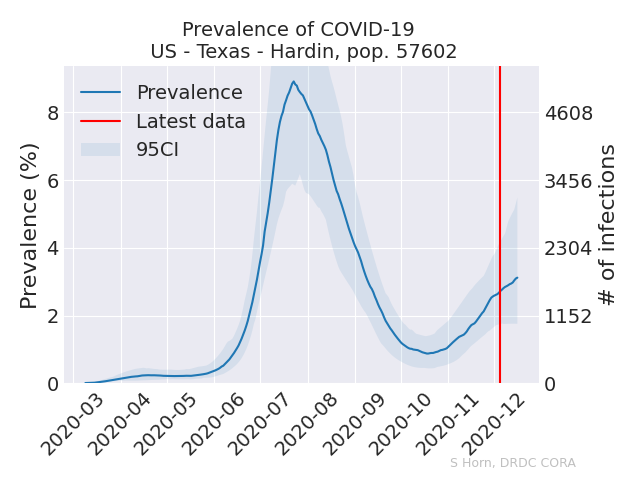 Prevalence of COVID-19
US - Texas - Hardin, pop. 57602
Prevalence
Latest data
95CI
Prevalence (%)
8
6
4
2
0
4608
3456
2304
1152
0
# of infections
2020-03
2020-04
2020-05
2020-06
2020-07
2020-08
2020-09
2020-10
2020-11
2020-12
S Horn, DRDC CORA